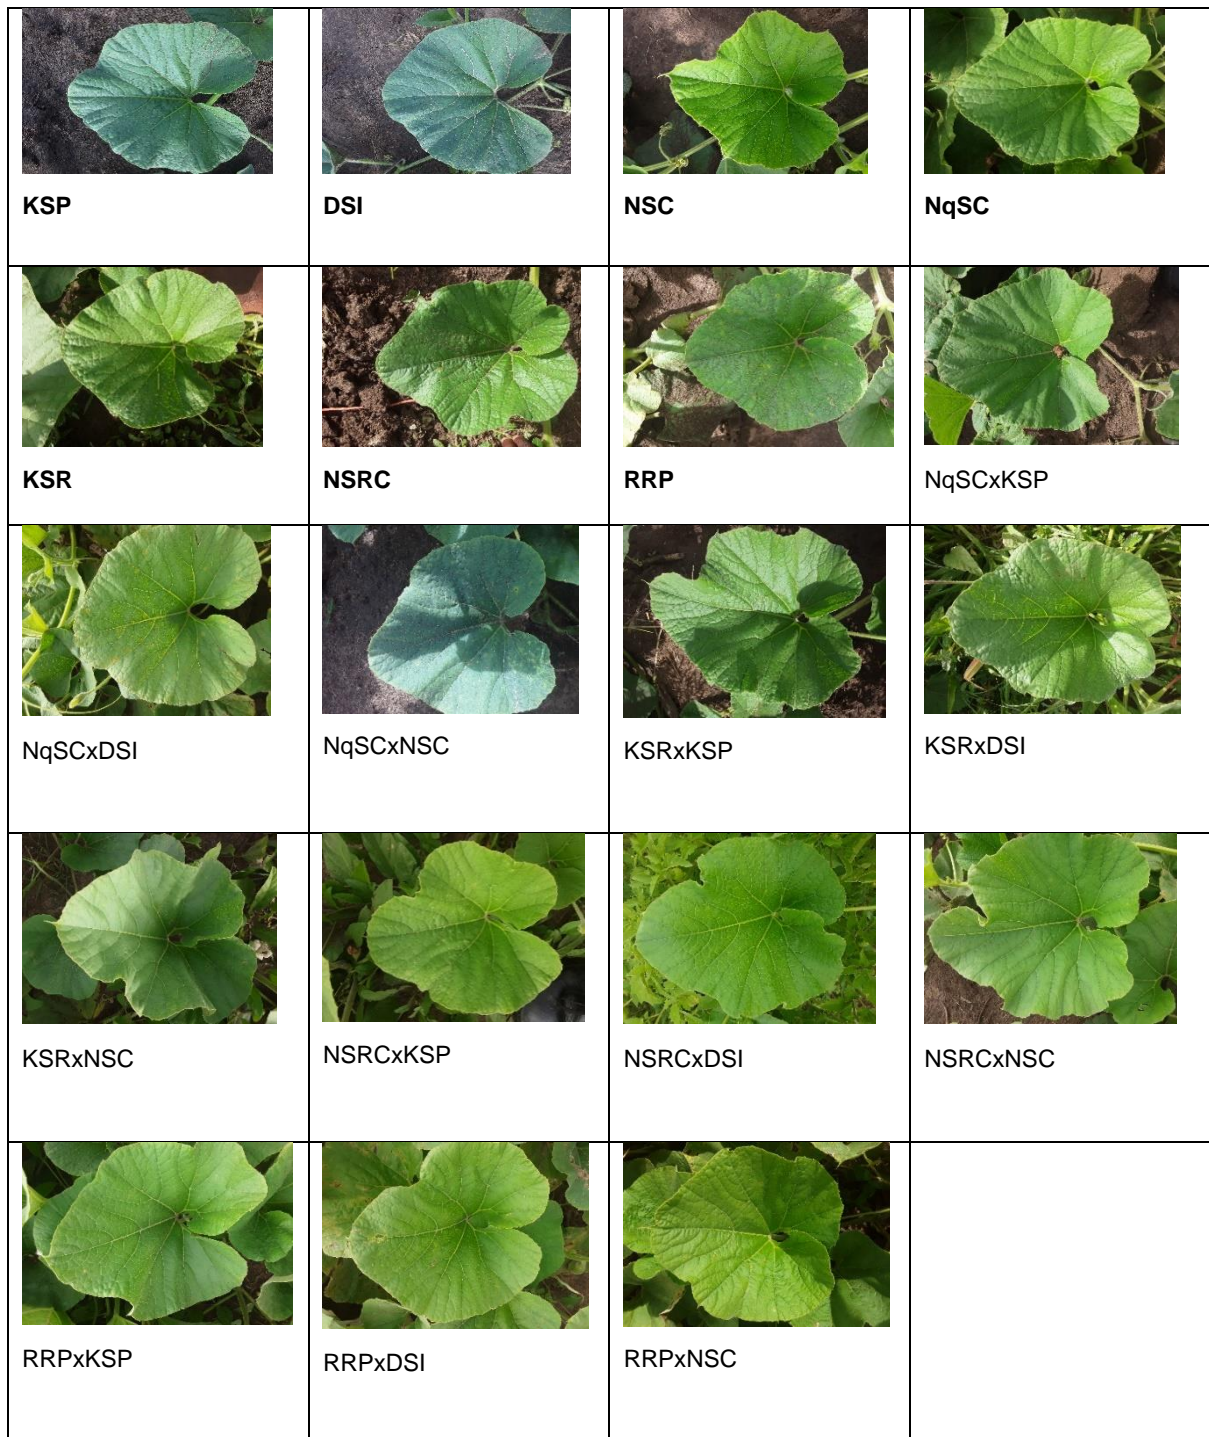 KSP
DSI
NSC
NqSC
KSR
NSRC
RRP
NqSCxKSP
NqSCxDSI
NqSCxNSC
KSRxKSP
KSRxDSI
KSRxNSC
NSRCxKSP
NSRCxDSI
NSRCxNSC
RRPxKSP
RRPxDSI
RRPxNSC